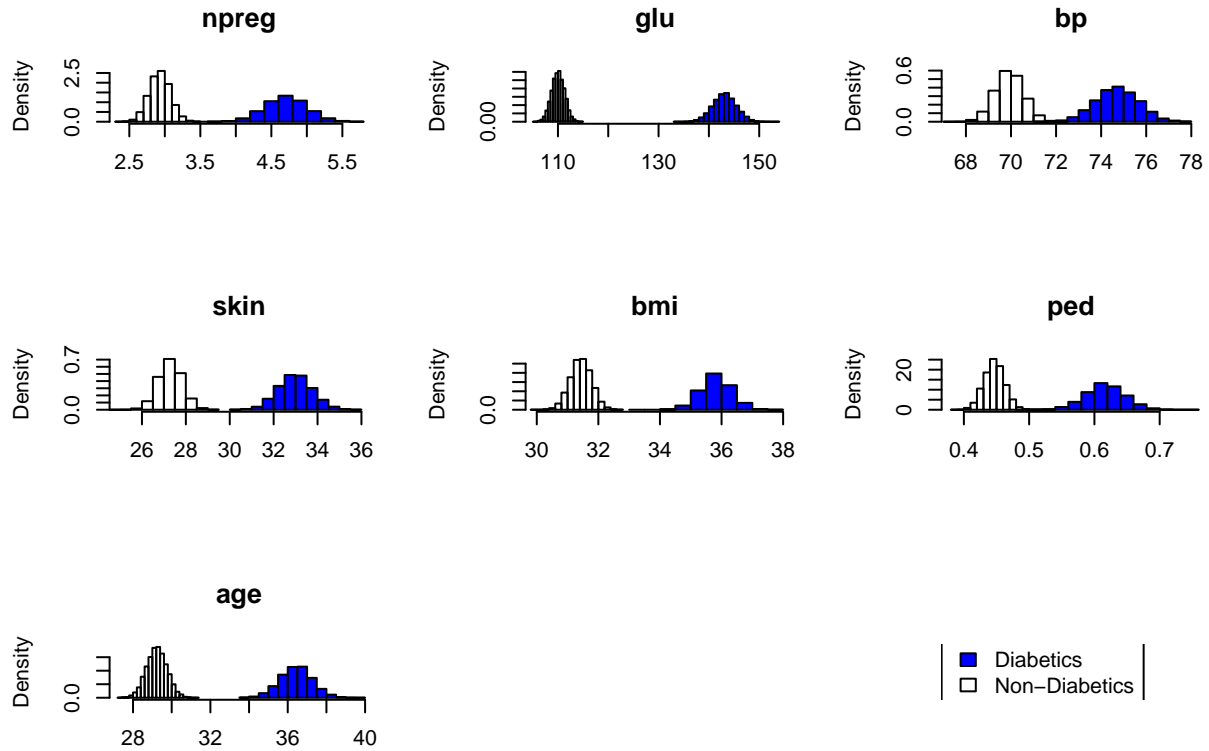 npreg
Density
0.0
2.5
2.5
3.5
4.5
5.5
glu
Density
0.00
110
130
150
bp
Density
0.0
0.6
68
70
72
74
76
78
skin
Density
0.0
0.7
26
28
30
32
34
36
bmi
Density
0.0
30
32
34
36
38
ped
Density
0
20
0.4
0.5
0.6
0.7
age
Density
0.0
28
32
36
40
Diabetics
Non−Diabetics